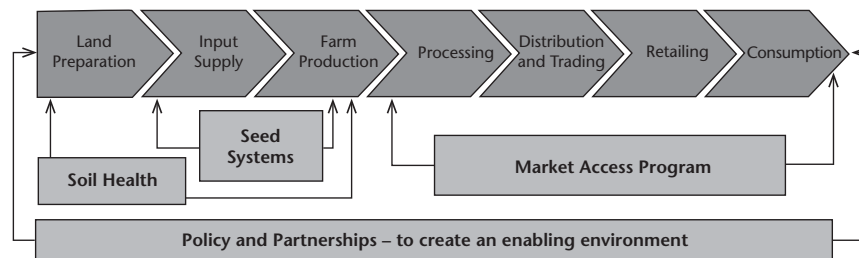 Land
Preparation
Input
Supply
Farm
Production
Processing
Distribution
and Trading
Retailing
Consumption
Seed
Systems
Soil Health
Market Access Program
Policy and Partnerships – to create an enabling environment